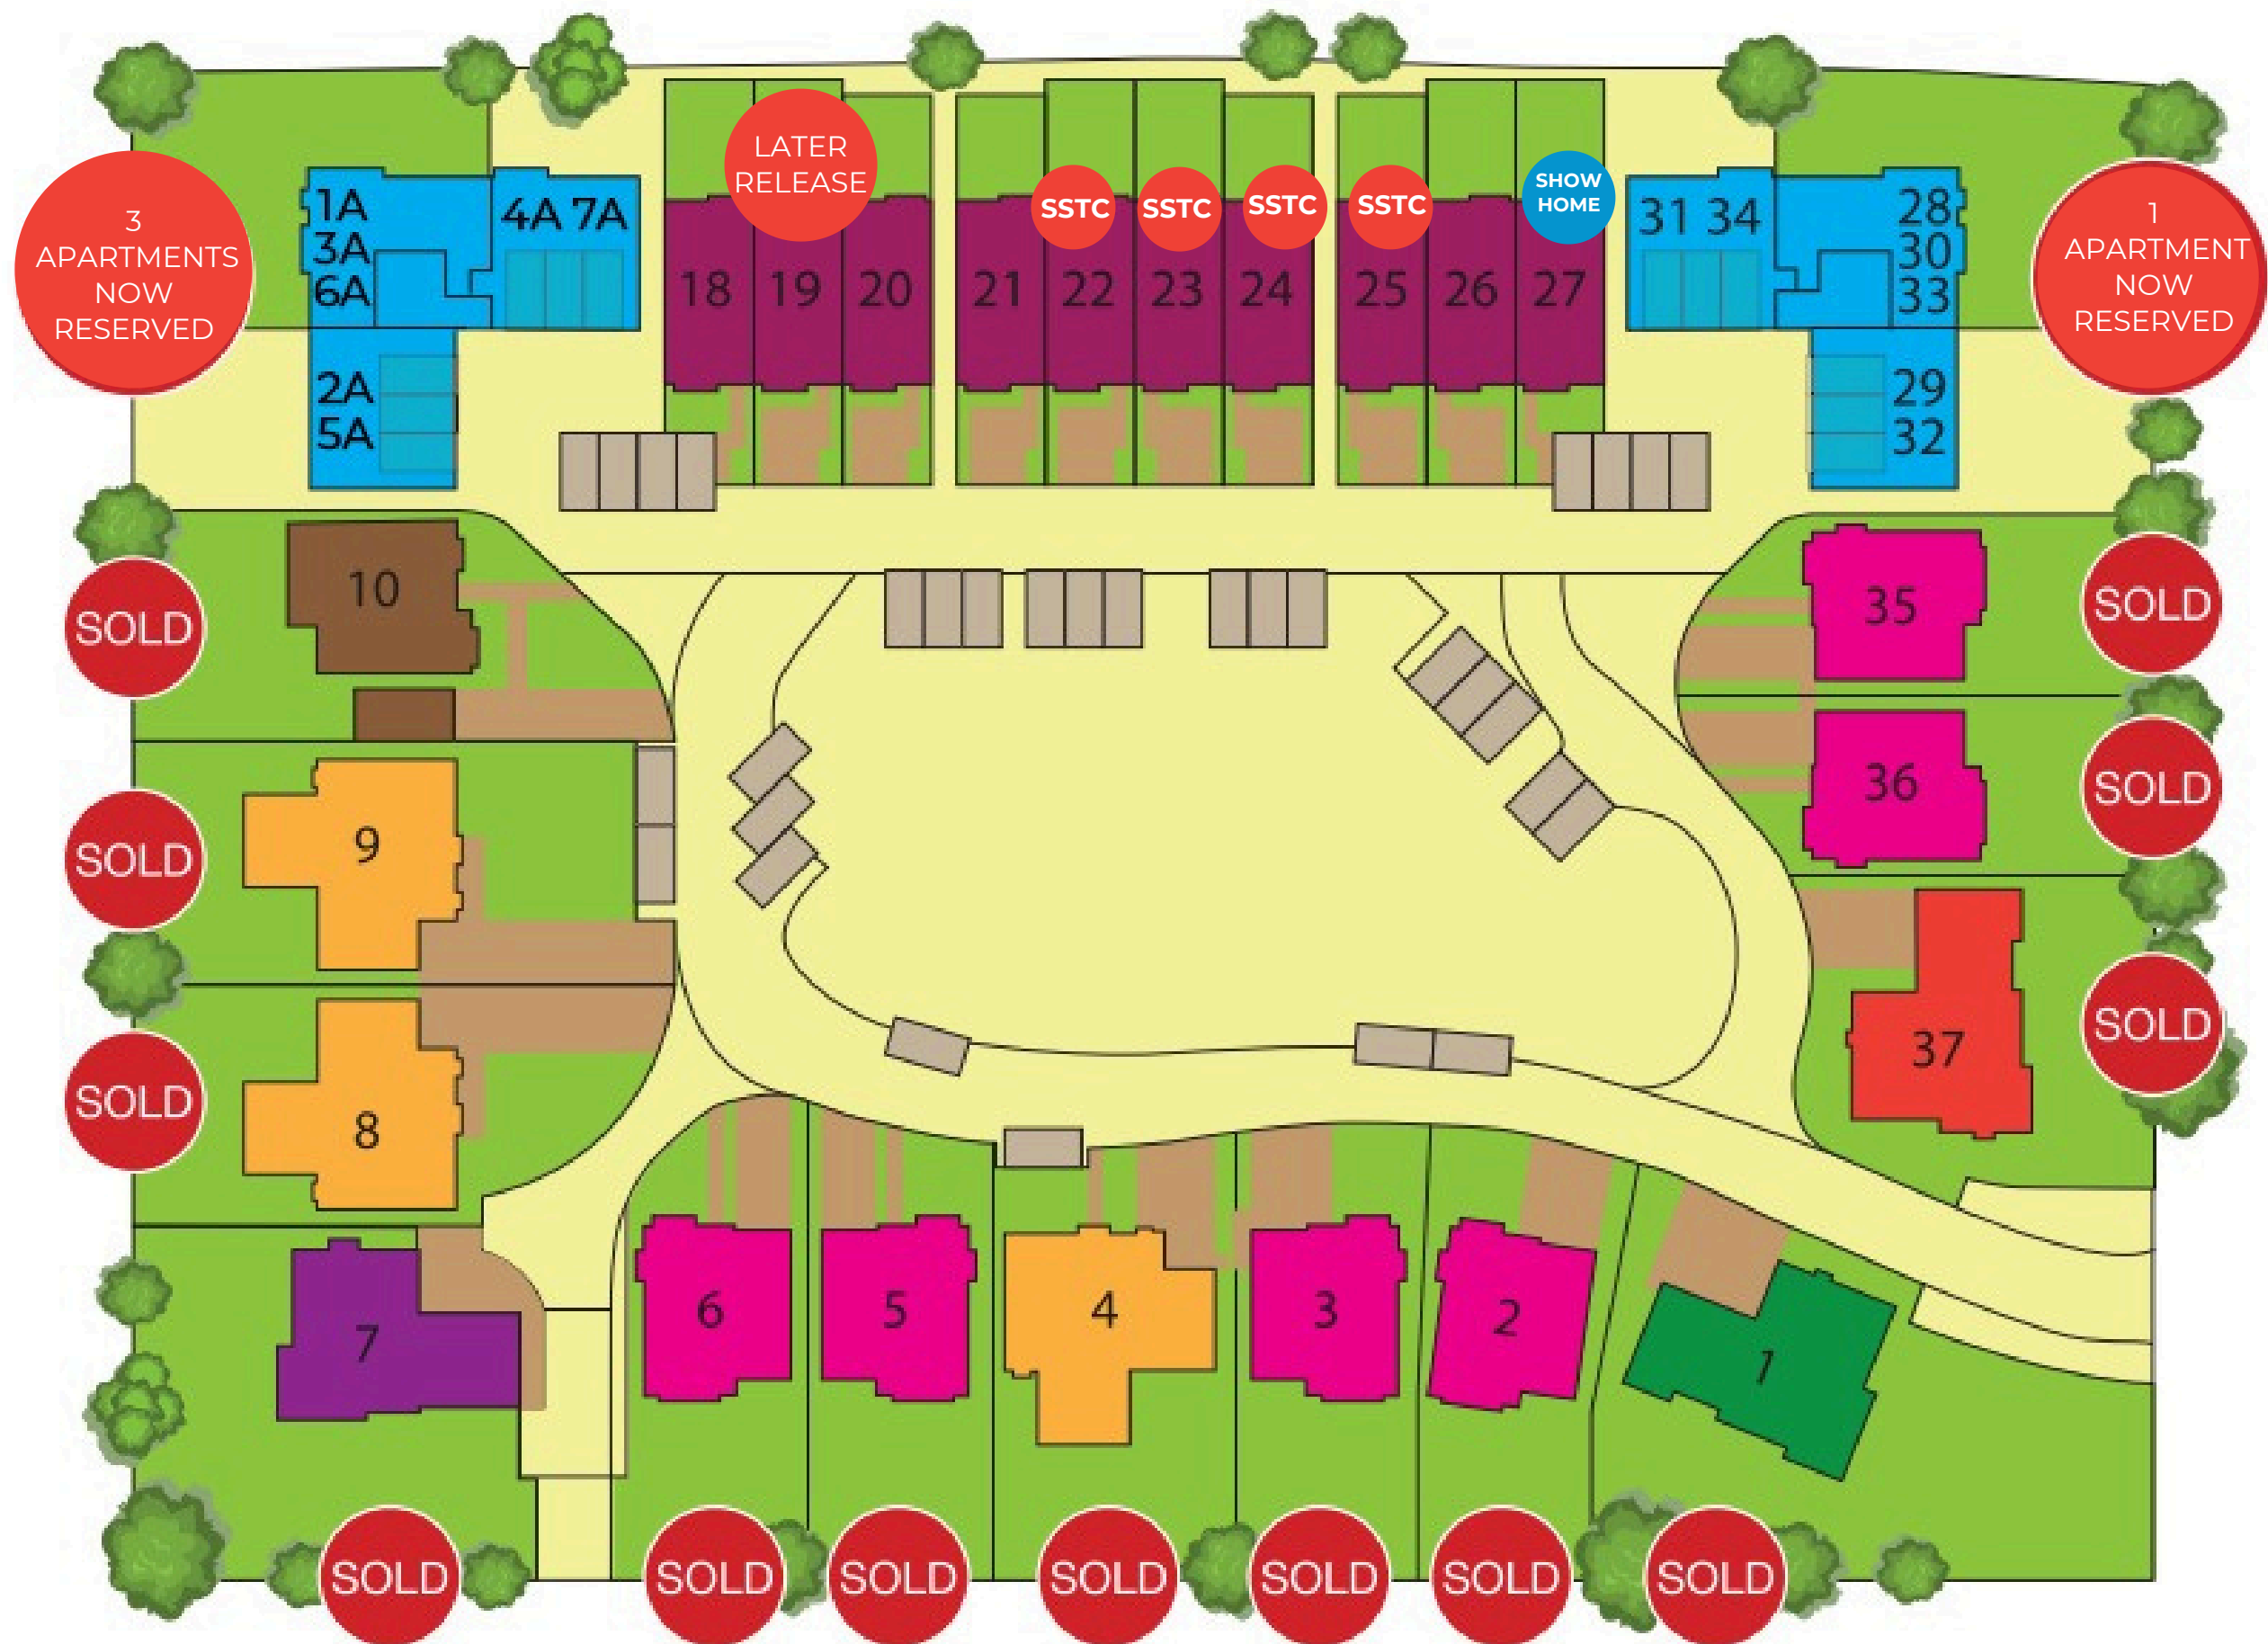 LATER
RELEASE
SSTC
SSTC
SSTC
SSTC
SHOW
HOME
3
APARTMENTS
NOW
RESERVED
1A
3A
6A
4A 7A
2A
5A
18
19
20
21
22
23
24
25
26
27
31 34
28
30
33
29
32
1
APARTMENT
NOW
RESERVED
10
SOLD
35
SOLD
9
SOLD
36
SOLD
8
SOLD
37
SOLD
7
6
5
4
3
2
1
SOLD
SOLD
SOLD
SOLD
SOLD
SOLD
SOLD